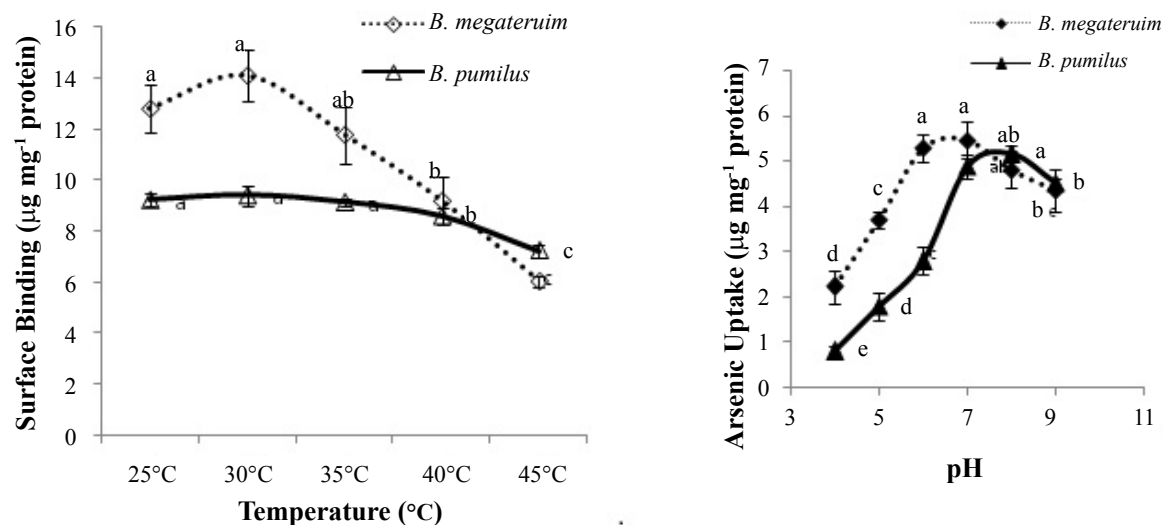 Surface Binding (µg mg⁻¹ protein)
16
14
12
10
8
6
4
2
0
B. megateruim
B. pumilus
a
a
ab
b
a
a
a
b
c
c
25°C
30°C
35°C
40°C
45°C
Temperature (°C)
Arsenic Uptake (µg mg⁻¹ protein)
7
6
5
4
3
2
1
0
B. megateruim
B. pumilus
a
a
ab
a
b
c
d
d
e
b c
3
5
7
9
11
pH